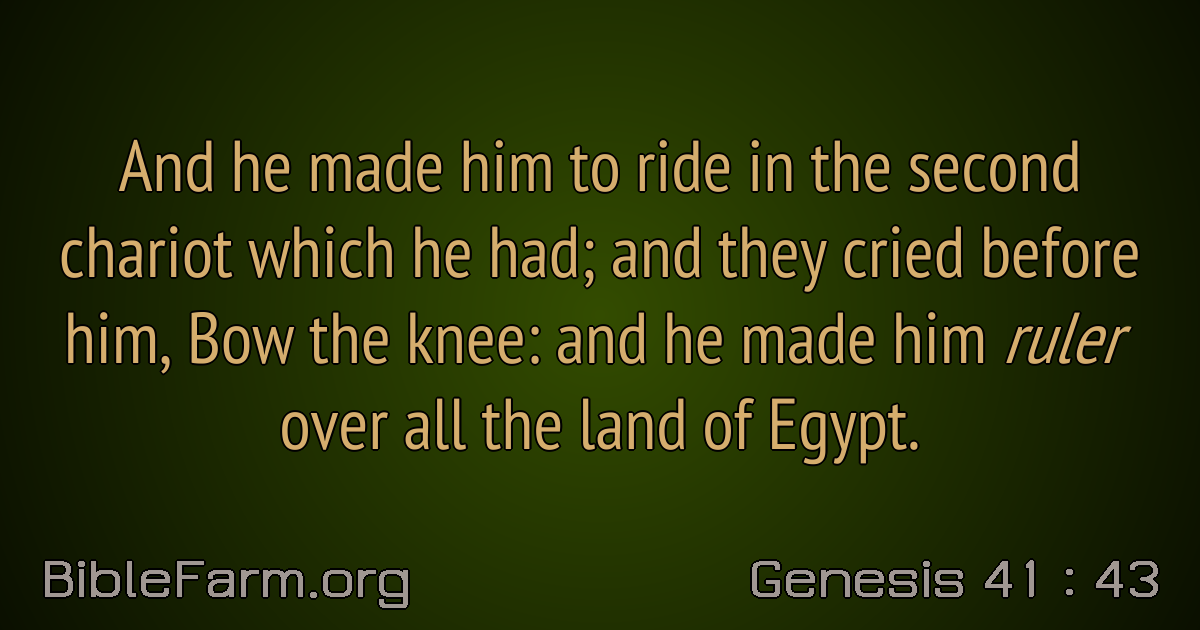 And he made him to ride in the second
chariot which he had; and they cried before
him, Bow the knee: and he made him ruler
over all the land of Egypt.
BibleFarm.org
Genesis 41 : 43